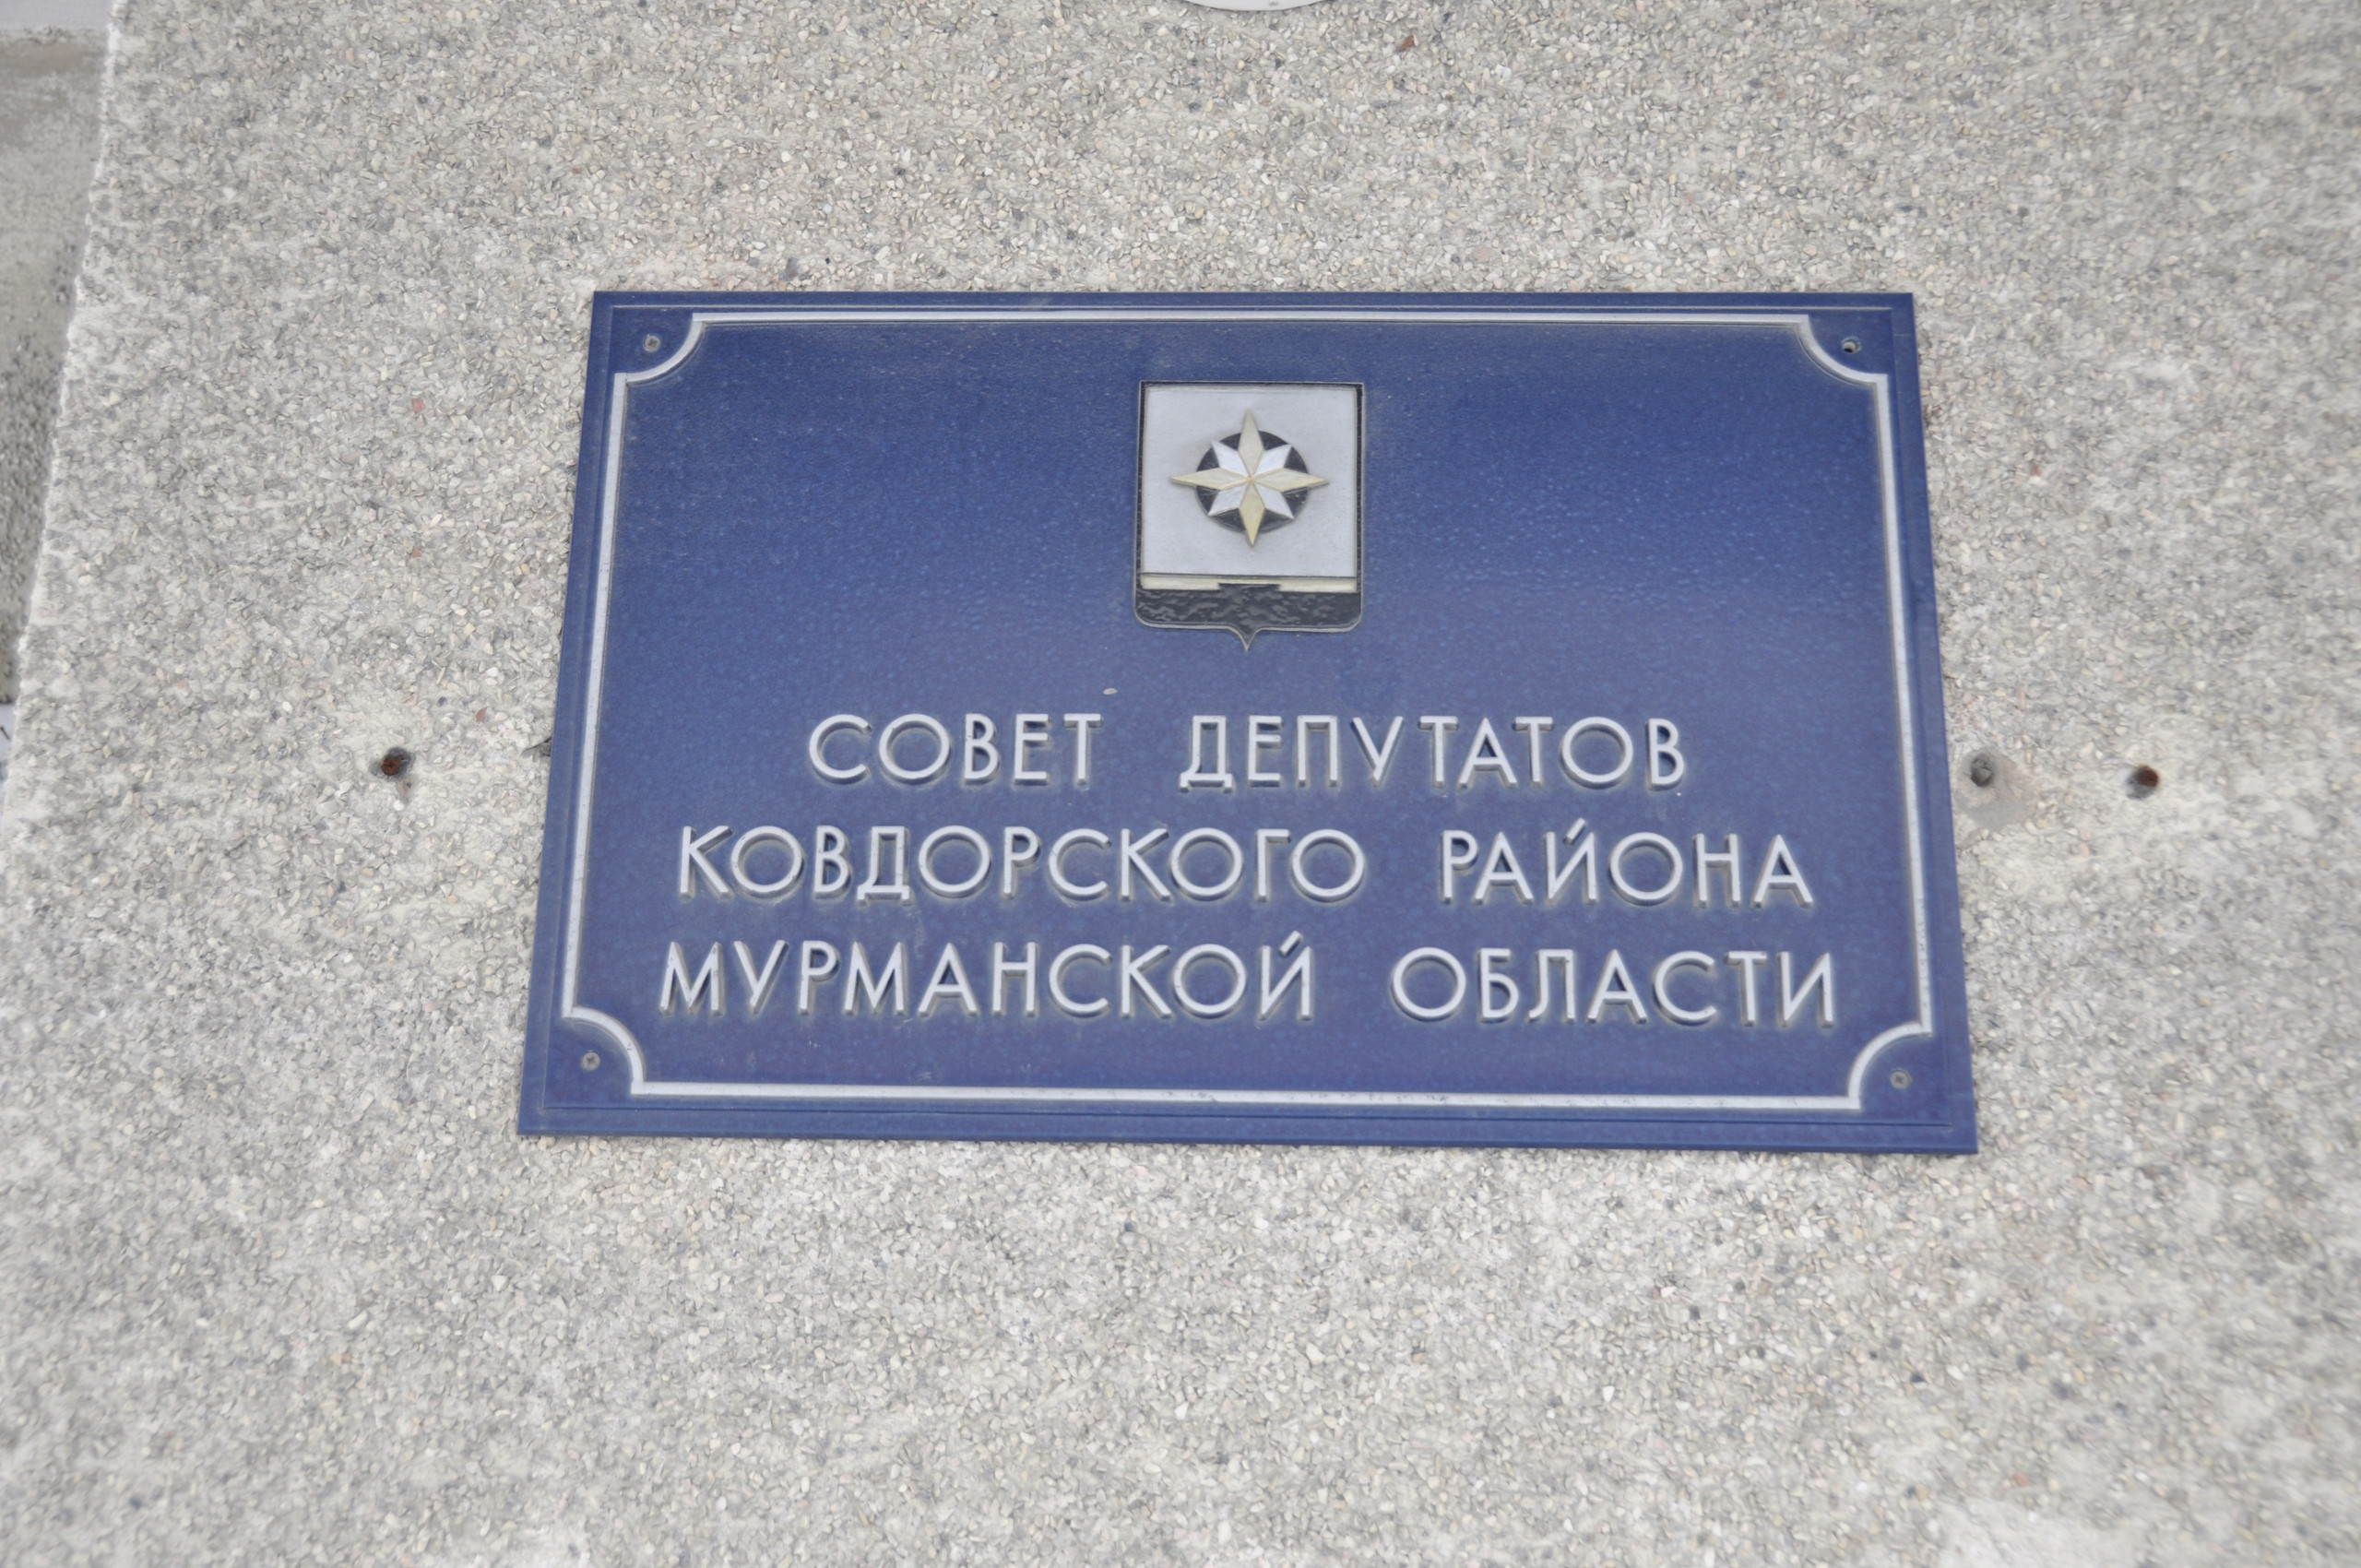 СОВЕТ ДЕПУТАТОВ
КОВДОРСКОГО РАЙОНА
МУРМАНСКОЙ ОБЛАСТИ